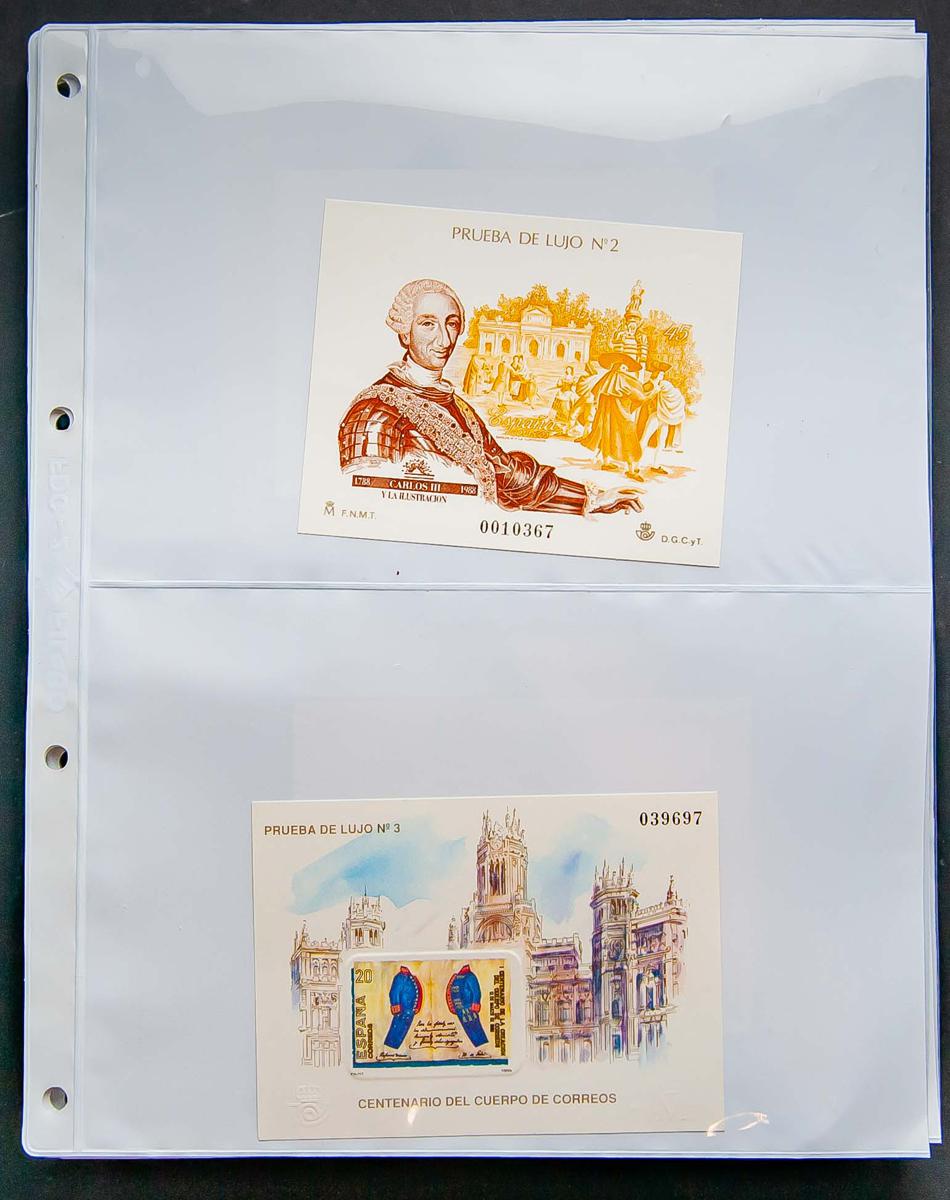 PRUEBA DE LUJO Nº 2
45
España
1788 CARLOS III 1988
Y LA ILUSTRACION
F.N.M.T.
0010367
D.G.C.yT.
PRUEBA DE LUJO Nº 3
039697
20
ESPAÑA
CORREOS
CENTENARIO DEL CUERPO DE CORREOS